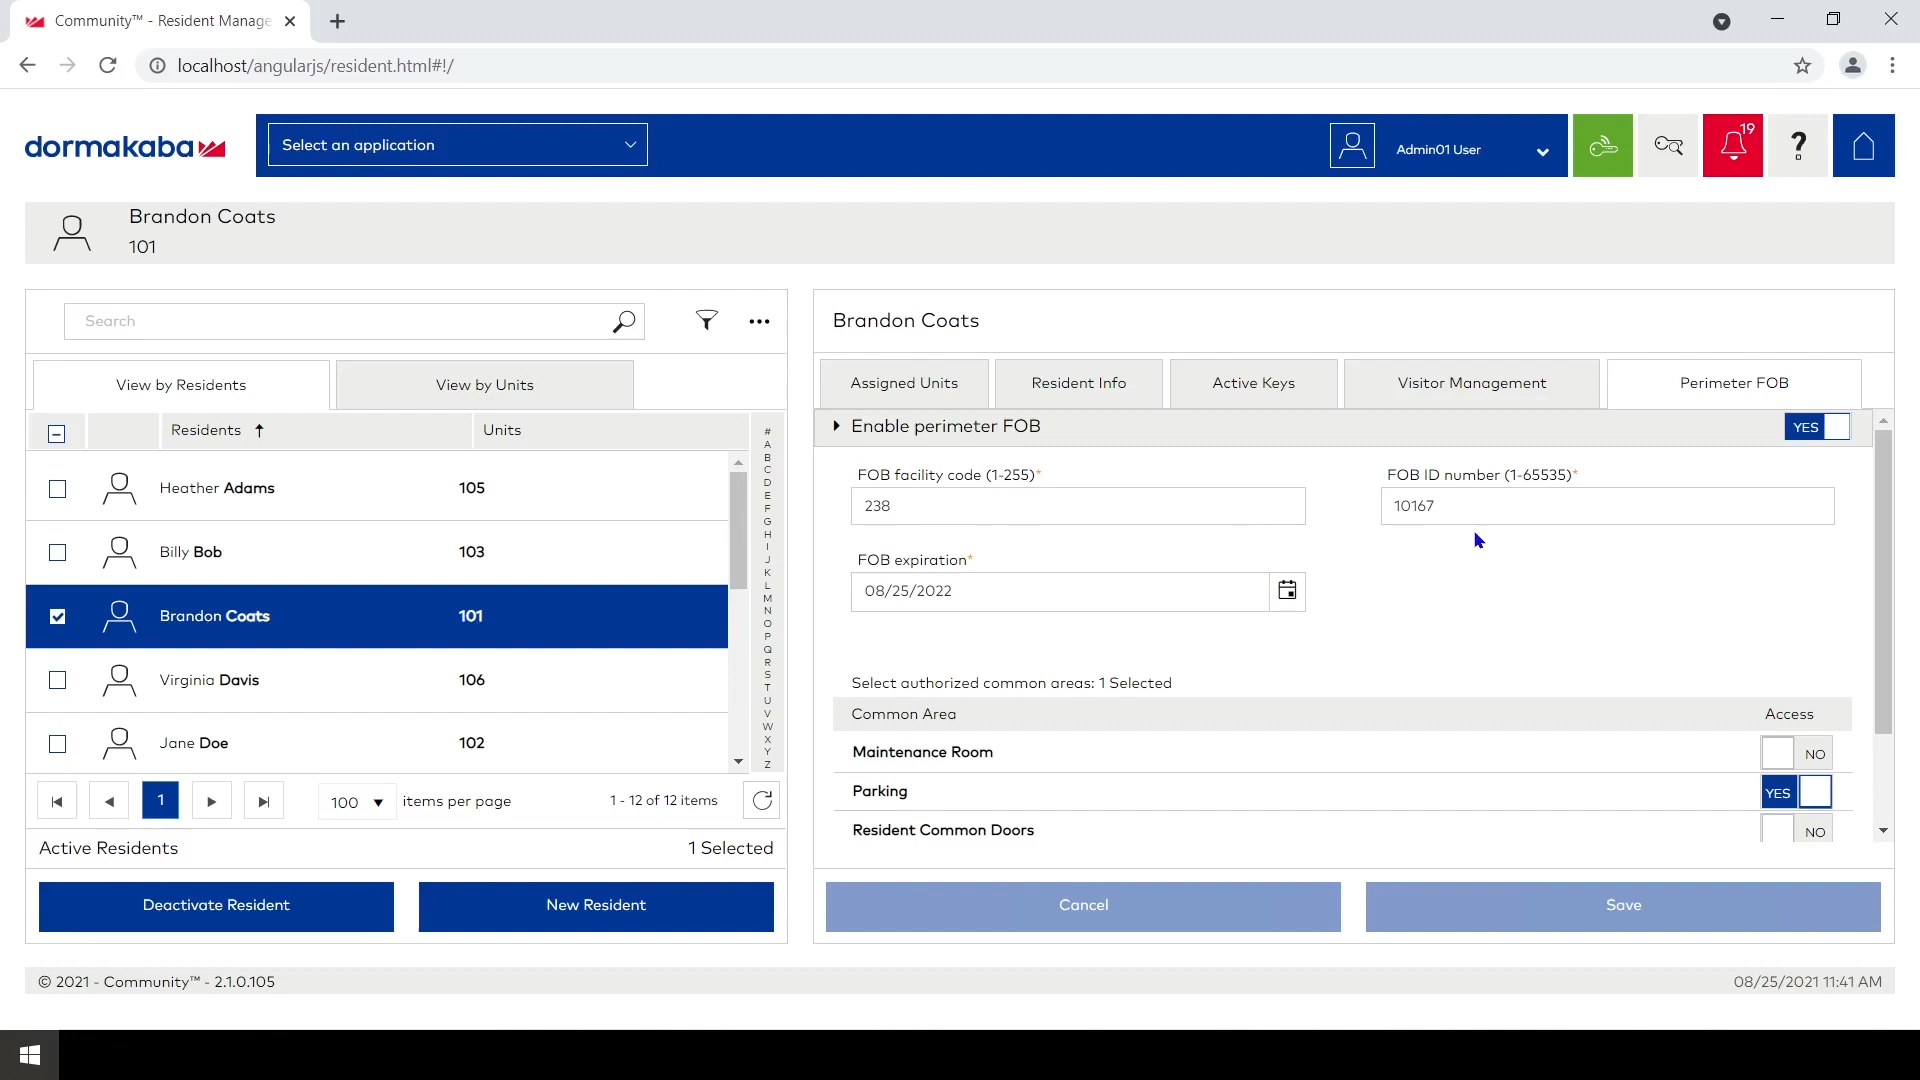 Community™ - Resident Manage
localhost/angularjs/resident.html#!/
dormakaba
Select an application
Admin01 User
19
?
Brandon Coats
101
Search
Brandon Coats
View by Residents
View by Units
Assigned Units
Resident Info
Active Keys
Visitor Management
Perimeter FOB
Residents
Units
Enable perimeter FOB
YES
Heather Adams
105
Billy Bob
103
Brandon Coats
101
Virginia Davis
106
Jane Doe
102
#
A
B
C
D
E
F
G
H
I
J
K
L
M
N
O
P
Q
R
S
T
U
V
W
X
Y
Z
FOB facility code (1-255)*
238
FOB ID number (1-65535)*
10167
FOB expiration*
08/25/2022
Select authorized common areas: 1 Selected
Common Area
Access
Maintenance Room
NO
Parking
YES
Resident Common Doors
NO
1
100
items per page
1 - 12 of 12 items
Active Residents
1 Selected
Deactivate Resident
New Resident
Cancel
Save
© 2021 - Community™ - 2.1.0.105
08/25/2021 11:41 AM